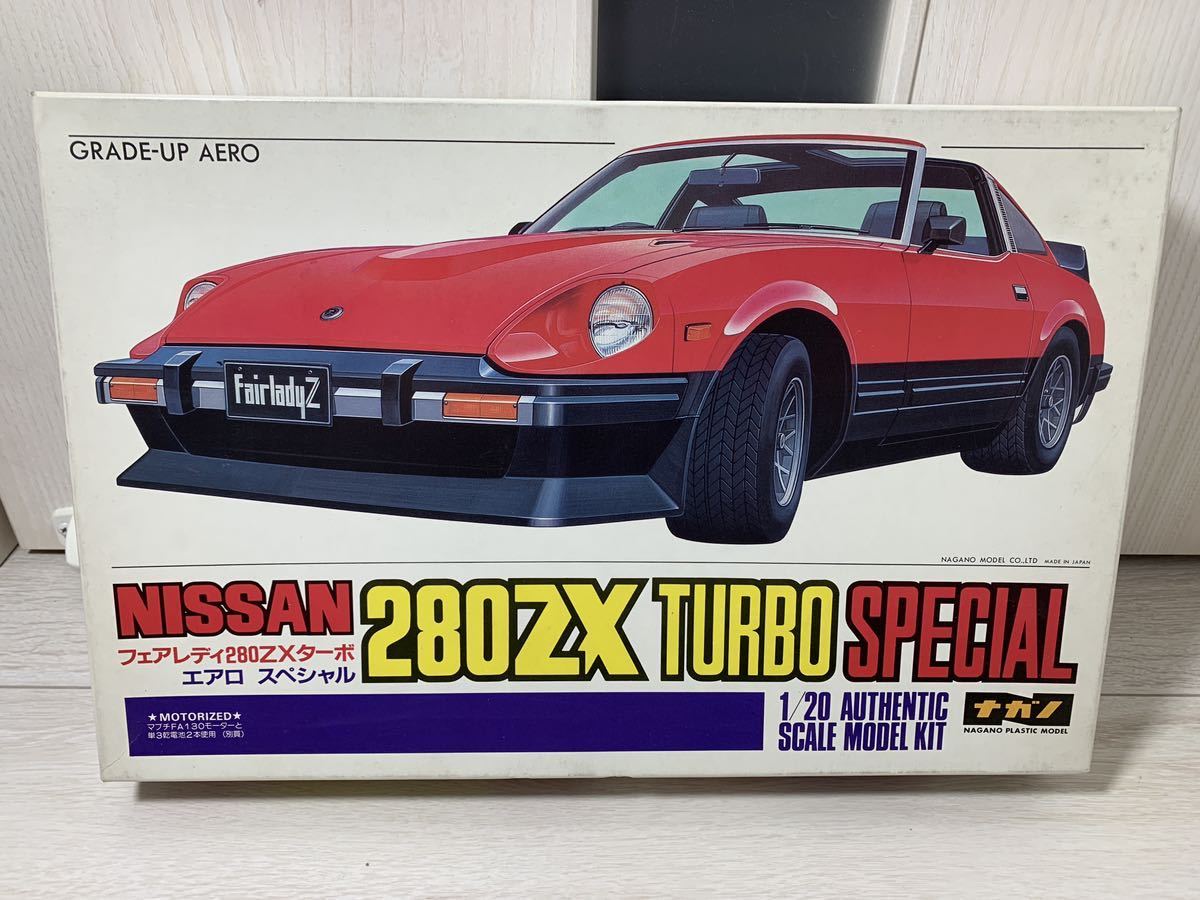 GRADE-UP AERO
FairladyZ
NAGANO MODEL CO.,LTD MADE IN JAPAN
NISSAN 280ZX TURBO SPECIAL
フェアレディ280ZXターボ
エアロ スペシャル
★MOTORIZED★
マブチFA130モーターと
単3乾電池2本使用 (別買)
1/20 AUTHENTIC
SCALE MODEL KIT
ナガノ
NAGANO PLASTIC MODEL